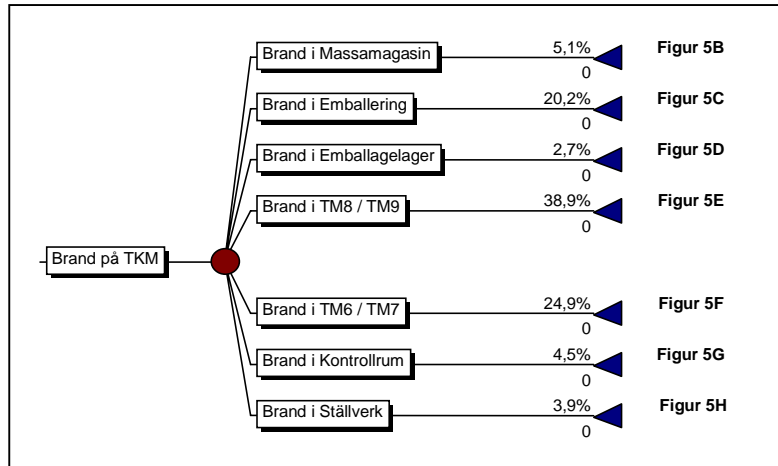 Brand i Massamagasin 5,1% Figur 5B
0
Brand i Emballering 20,2% Figur 5C
0
Brand i Emballagelager 2,7% Figur 5D
0
Brand i TM8 / TM9 38,9% Figur 5E
0
Brand på TKM
Brand i TM6 / TM7 24,9% Figur 5F
0
Brand i Kontrollrum 4,5% Figur 5G
0
Brand i Ställverk 3,9% Figur 5H
0